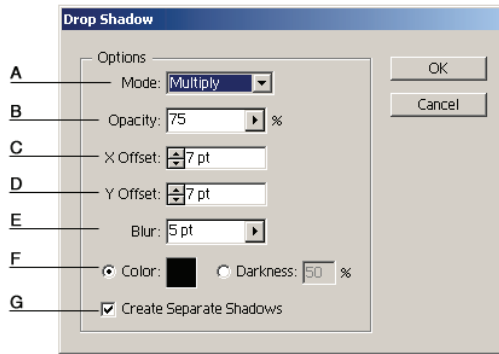 Drop Shadow
Options
A Mode: Multiply OK
B Opacity: 75 % Cancel
C X Offset: 7 pt
D Y Offset: 7 pt
E Blur: 5 pt
F Color: Darkness: 50 %
G Create Separate Shadows